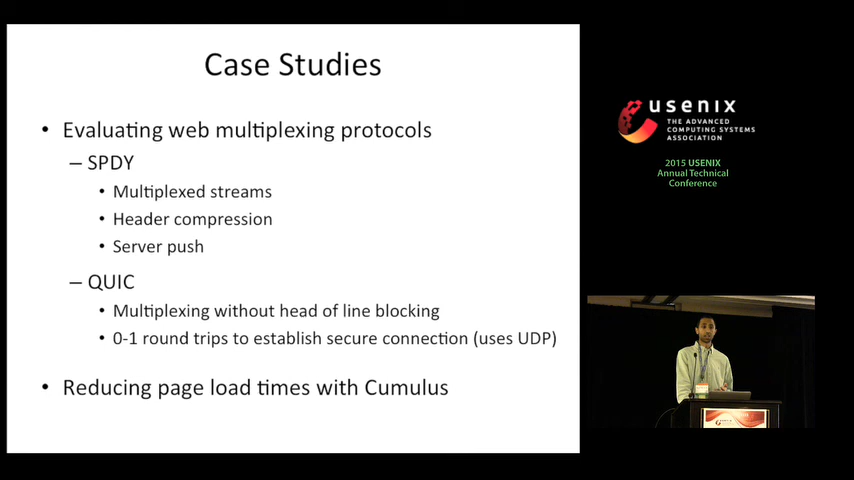 Case Studies
• Evaluating web multiplexing protocols
– SPDY
• Multiplexed streams
• Header compression
• Server push
– QUIC
• Multiplexing without head of line blocking
• 0-1 round trips to establish secure connection (uses UDP)
• Reducing page load times with Cumulus
usenix
THE ADVANCED
COMPUTING SYSTEMS
ASSOCIATION
2015 USENIX
Annual Technical
Conference